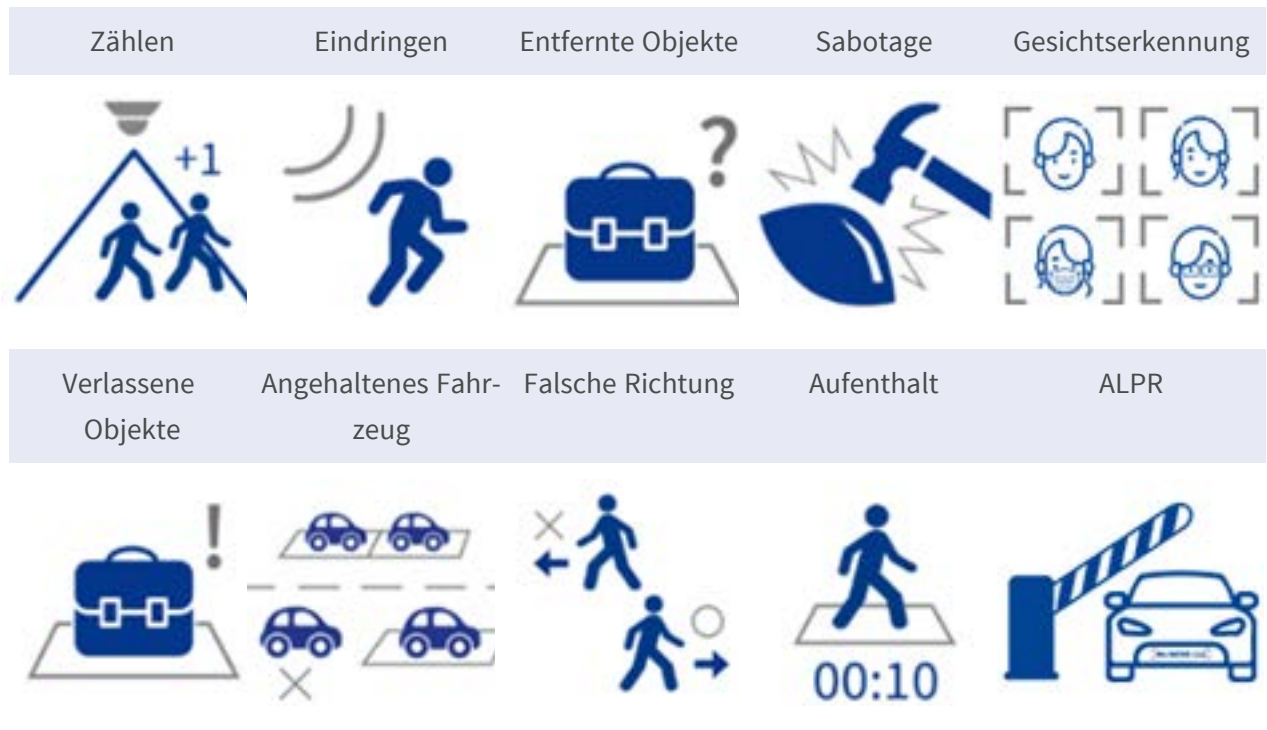 Zählen
Eindringen
Entfernte Objekte
Sabotage
Gesichtserkennung
+1
?
Verlassene
Objekte
Angehaltenes Fahr-
zeug
Falsche Richtung
Aufenthalt
ALPR
!
00:10